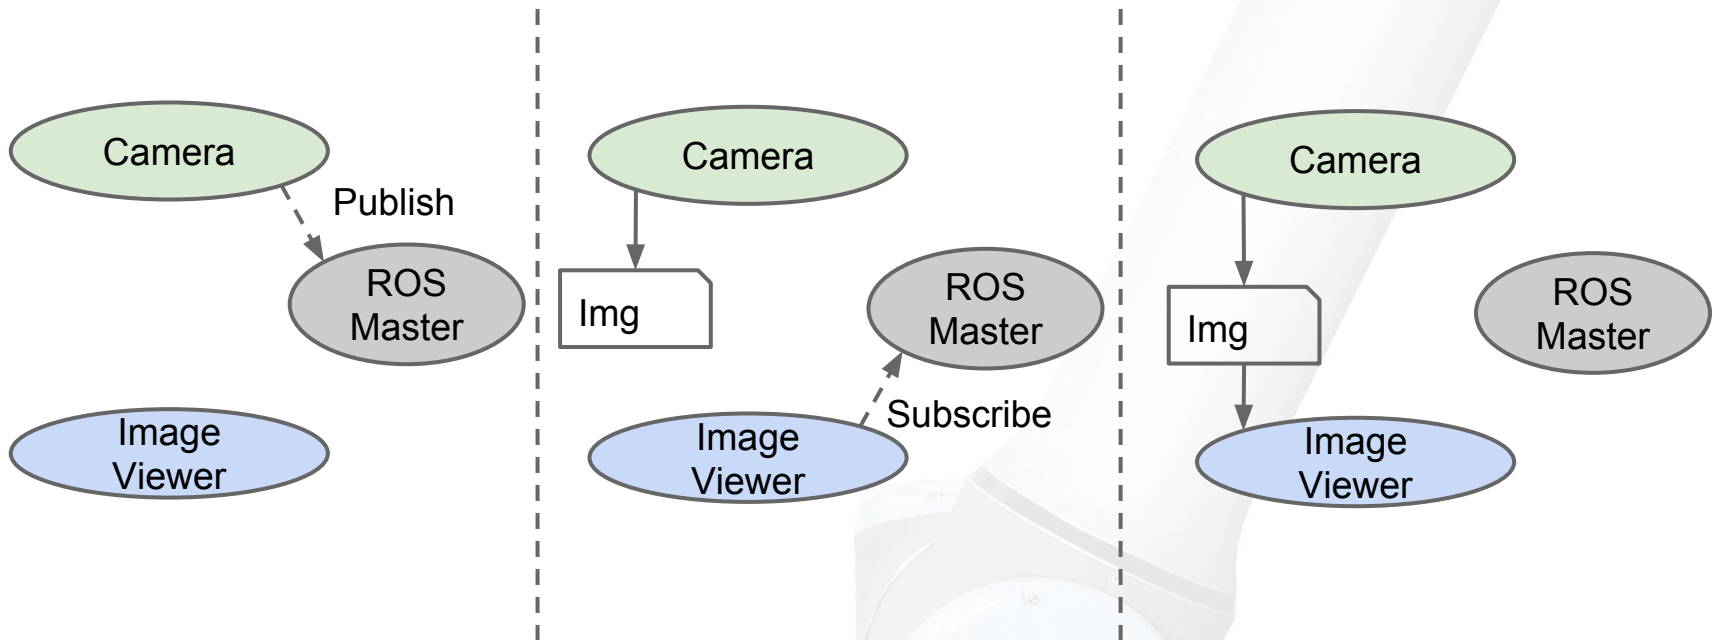 Camera
Publish
ROS
Master
Image
Viewer
Camera
Img
ROS
Master
Subscribe
Image
Viewer
Camera
Img
ROS
Master
Image
Viewer